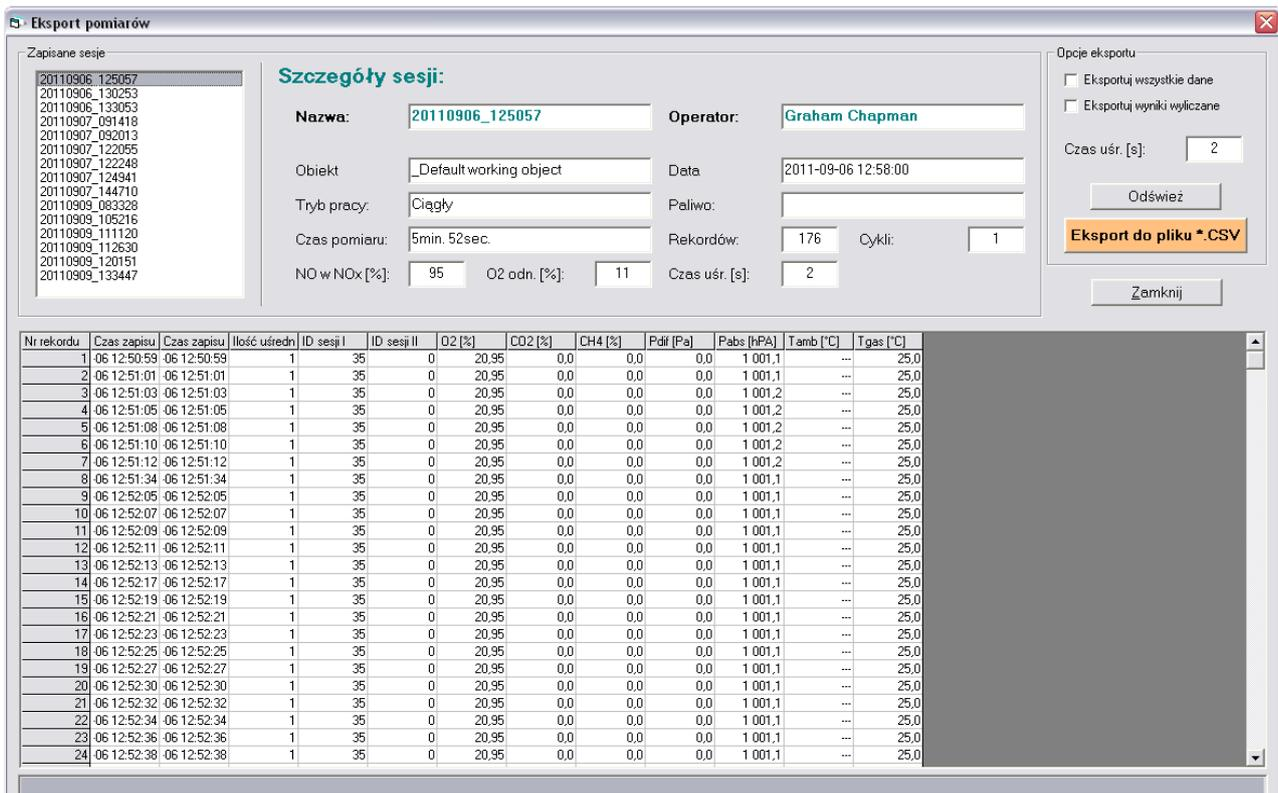 Eksport pomiarów
Zapisane sesje
20110906_125057
20110906_130253
20110906_133053
20110907_091418
20110907_092013
20110907_122055
20110907_122248
20110907_124941
20110907_144710
20110909_083328
20110909_105216
20110909_111120
20110909_112630
20110909_120151
20110909_133447
Szczegóły sesji:
Nazwa: 20110906_125057 Operator: Graham Chapman
Obiekt _Default working object Data 2011-09-06 12:58:00
Tryb pracy: Ciągły Paliwo:
Czas pomiaru: 5min. 52sec. Rekordów: 176 Cykli: 1
NO w NOx [%]: 95 O2 odn. [%]: 11 Czas uśr. [s]: 2
Opcje eksportu
Eksportuj wszystkie dane
Eksportuj wyniki wyliczane
Czas uśr. [s]: 2
Odśwież
Eksport do pliku *.CSV
Zamknij
Nr rekordu Czas zapisu Czas zapisu Ilość uśredn ID sesji I ID sesji II O2 [%] CO2 [%] CH4 [%] Pdif [Pa] Pabs [hPA] Tamb [°C] Tgas [°C]
1 -06 12:50:59 -06 12:50:59 1 35 0 20,95 0,0 0,0 0,0 1 001,1 --- 25,0
2 -06 12:51:01 -06 12:51:01 1 35 0 20,95 0,0 0,0 0,0 1 001,1 --- 25,0
3 -06 12:51:03 -06 12:51:03 1 35 0 20,95 0,0 0,0 0,0 1 001,2 --- 25,0
4 -06 12:51:05 -06 12:51:05 1 35 0 20,95 0,0 0,0 0,0 1 001,2 --- 25,0
5 -06 12:51:08 -06 12:51:08 1 35 0 20,95 0,0 0,0 0,0 1 001,2 --- 25,0
6 -06 12:51:10 -06 12:51:10 1 35 0 20,95 0,0 0,0 0,0 1 001,2 --- 25,0
7 -06 12:51:12 -06 12:51:12 1 35 0 20,95 0,0 0,0 0,0 1 001,2 --- 25,0
8 -06 12:51:34 -06 12:51:34 1 35 0 20,95 0,0 0,0 0,0 1 001,1 --- 25,0
9 -06 12:52:05 -06 12:52:05 1 35 0 20,95 0,0 0,0 0,0 1 001,1 --- 25,0
10 -06 12:52:07 -06 12:52:07 1 35 0 20,95 0,0 0,0 0,0 1 001,1 --- 25,0
11 -06 12:52:09 -06 12:52:09 1 35 0 20,95 0,0 0,0 0,0 1 001,1 --- 25,0
12 -06 12:52:11 -06 12:52:11 1 35 0 20,95 0,0 0,0 0,0 1 001,1 --- 25,0
13 -06 12:52:13 -06 12:52:13 1 35 0 20,95 0,0 0,0 0,0 1 001,1 --- 25,0
14 -06 12:52:17 -06 12:52:17 1 35 0 20,95 0,0 0,0 0,0 1 001,1 --- 25,0
15 -06 12:52:19 -06 12:52:19 1 35 0 20,95 0,0 0,0 0,0 1 001,1 --- 25,0
16 -06 12:52:21 -06 12:52:21 1 35 0 20,95 0,0 0,0 0,0 1 001,1 --- 25,0
17 -06 12:52:23 -06 12:52:23 1 35 0 20,95 0,0 0,0 0,0 1 001,1 --- 25,0
18 -06 12:52:25 -06 12:52:25 1 35 0 20,95 0,0 0,0 0,0 1 001,1 --- 25,0
19 -06 12:52:27 -06 12:52:27 1 35 0 20,95 0,0 0,0 0,0 1 001,1 --- 25,0
20 -06 12:52:30 -06 12:52:30 1 35 0 20,95 0,0 0,0 0,0 1 001,1 --- 25,0
21 -06 12:52:32 -06 12:52:32 1 35 0 20,95 0,0 0,0 0,0 1 001,1 --- 25,0
22 -06 12:52:34 -06 12:52:34 1 35 0 20,95 0,0 0,0 0,0 1 001,1 --- 25,0
23 -06 12:52:36 -06 12:52:36 1 35 0 20,95 0,0 0,0 0,0 1 001,1 --- 25,0
24 -06 12:52:38 -06 12:52:38 1 35 0 20,95 0,0 0,0 0,0 1 001,1 --- 25,0